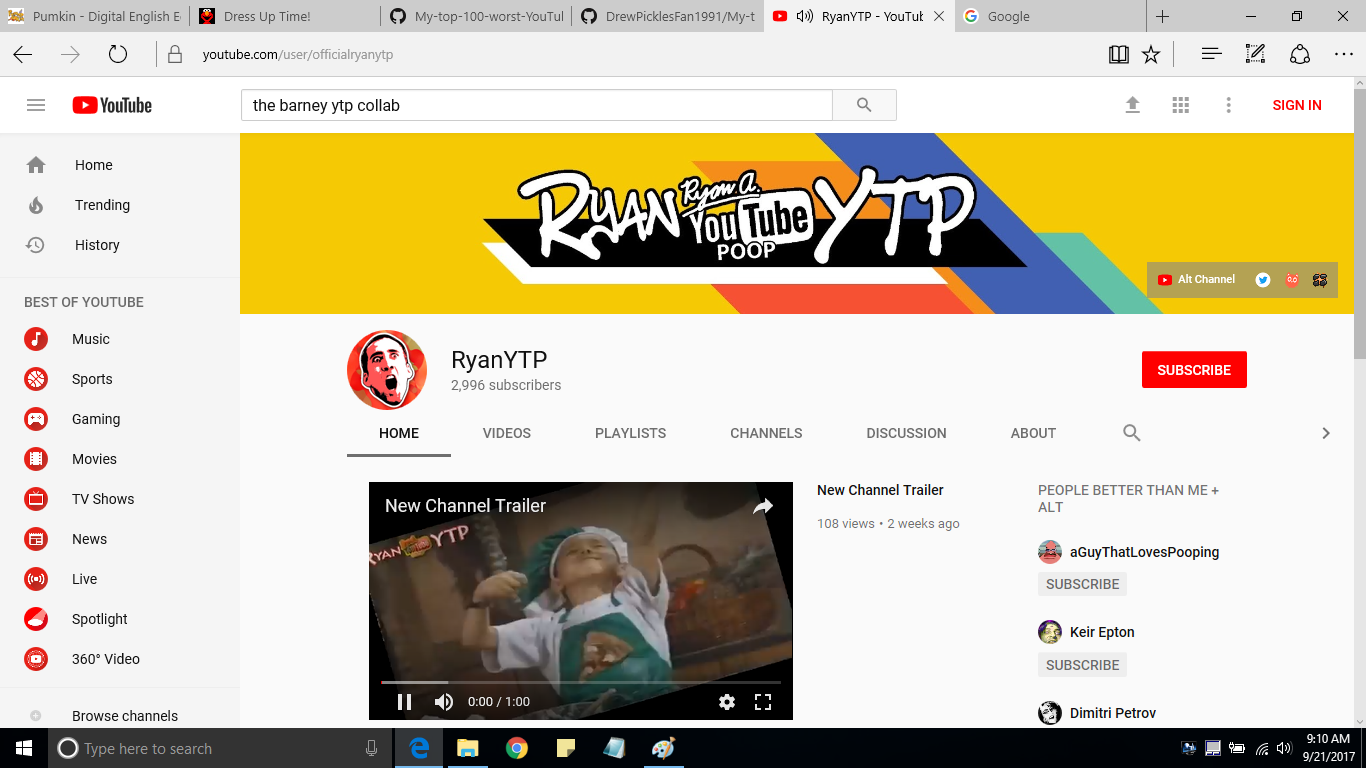 Pumkin - Digital English E
Dress Up Time!
My-top-100-worst-YouTul
DrewPicklesFan1991/My-t
RyanYTP - YouTub
Google
youtube.com/user/officialryanytp
YouTube
the barney ytp collab
SIGN IN
Home
Trending
History
BEST OF YOUTUBE
Music
Sports
Gaming
Movies
TV Shows
News
Live
Spotlight
360° Video
Browse channels
RYAN Ryan A. YouTube POOP YTP
Alt Channel
RyanYTP
2,996 subscribers
SUBSCRIBE
HOME
VIDEOS
PLAYLISTS
CHANNELS
DISCUSSION
ABOUT
New Channel Trailer
RYAN YTP
0:00 / 1:00
New Channel Trailer
108 views • 2 weeks ago
PEOPLE BETTER THAN ME +
ALT
aGuyThatLovesPooping
SUBSCRIBE
Keir Epton
SUBSCRIBE
Dimitri Petrov
Type here to search
9:10 AM
9/21/2017